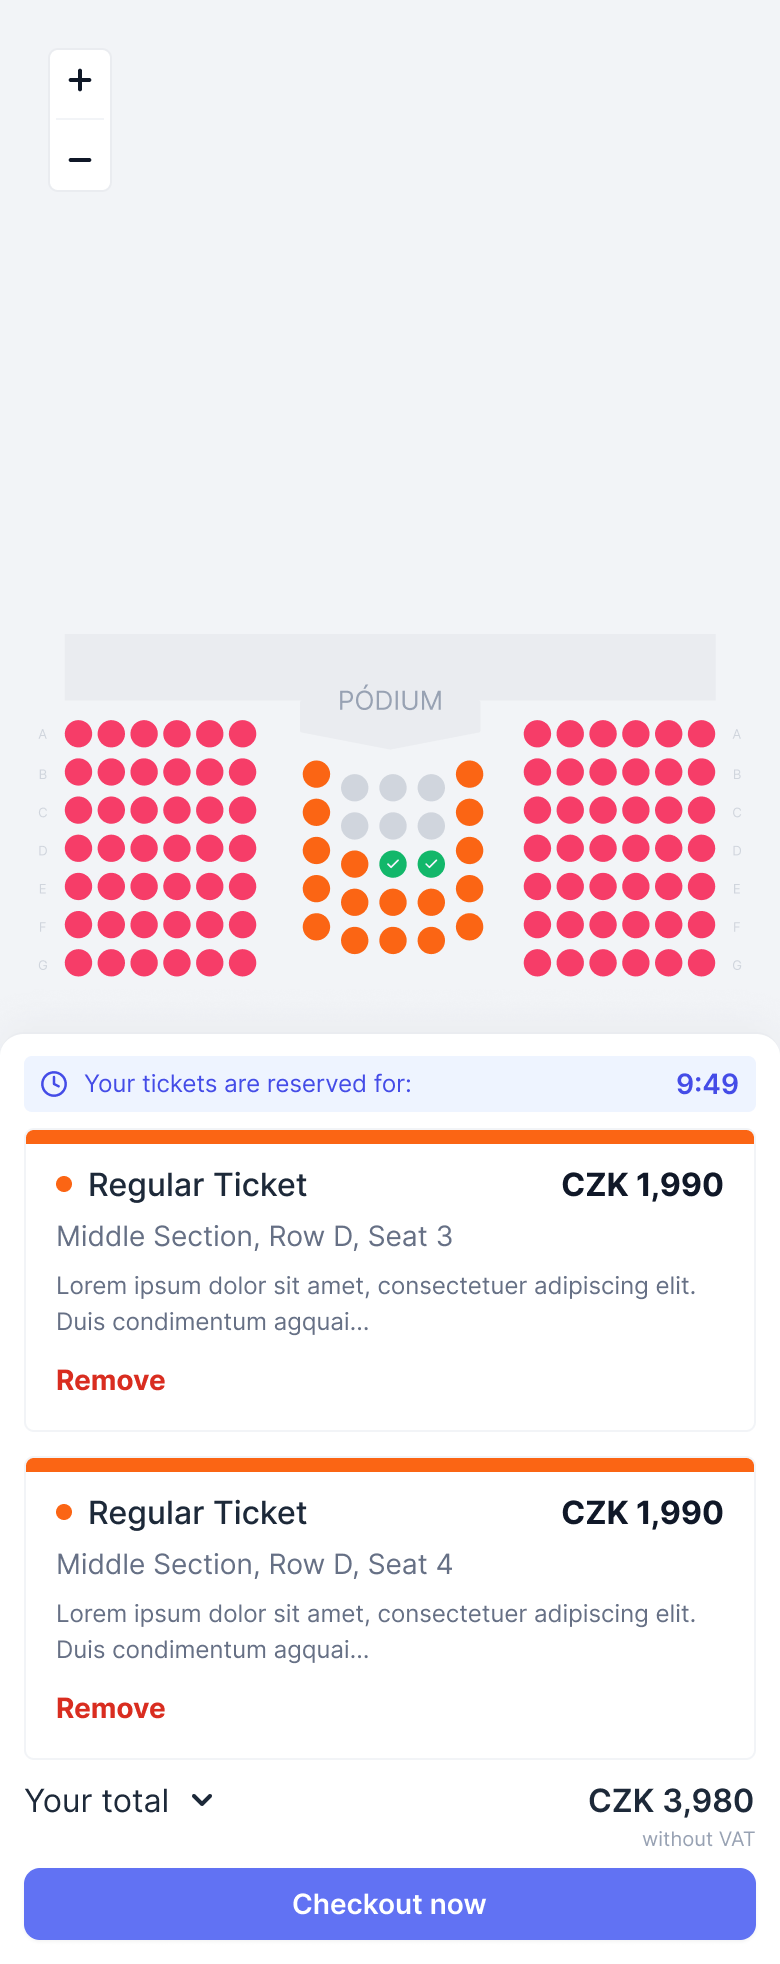 PÓDIUM
A A
B B
C C
D D
E E
F F
G G
Your tickets are reserved for: 9:49
Regular Ticket CZK 1,990
Middle Section, Row D, Seat 3
Lorem ipsum dolor sit amet, consectetuer adipiscing elit.
Duis condimentum agquai...
Remove
Regular Ticket CZK 1,990
Middle Section, Row D, Seat 4
Lorem ipsum dolor sit amet, consectetuer adipiscing elit.
Duis condimentum agquai...
Remove
Your total CZK 3,980
without VAT
Checkout now